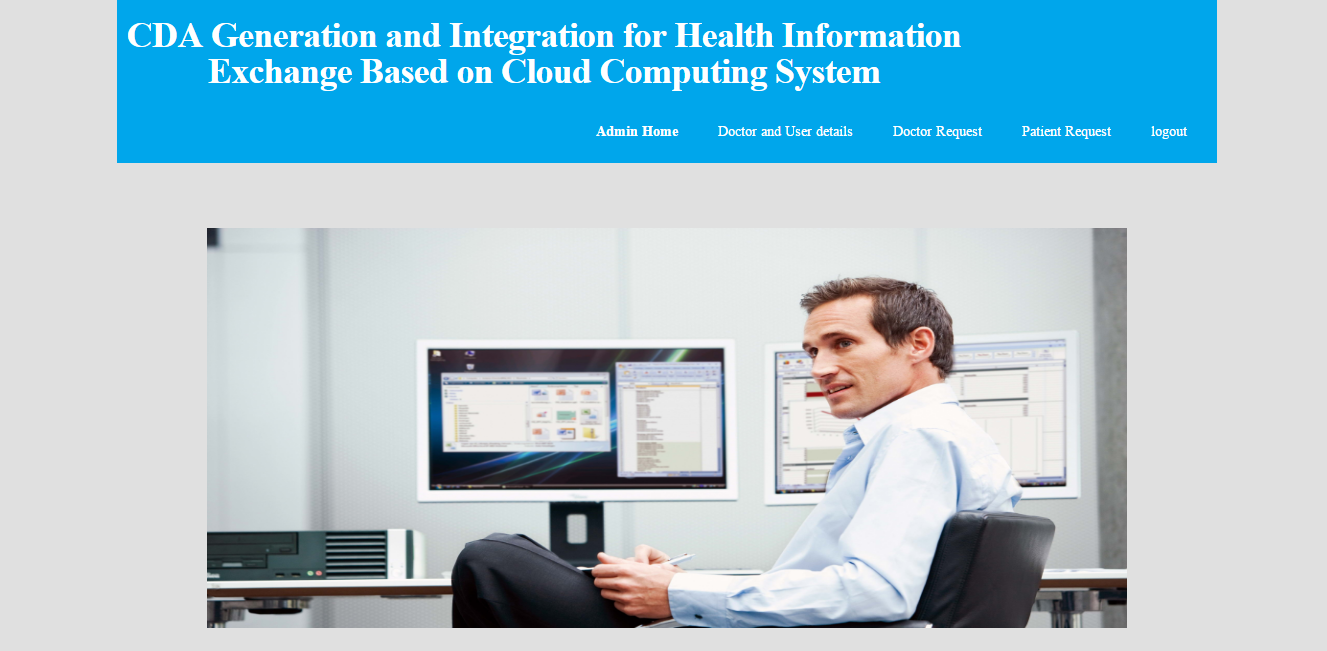 CDA Generation and Integration for Health Information
Exchange Based on Cloud Computing System
Admin Home Doctor and User details Doctor Request Patient Request logout